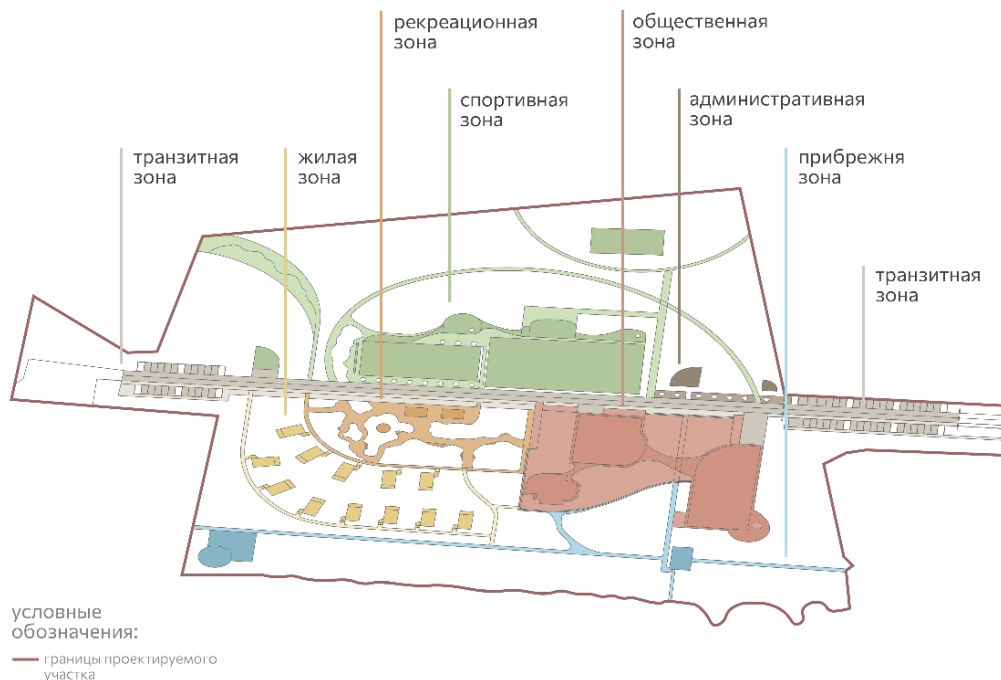 рекреационная
зона
общественная
зона
спортивная
зона
административная
зона
транзитная
зона
жилая
зона
прибрежня
зона
транзитная
зона
условные
обозначения:
границы проектируемого
участка